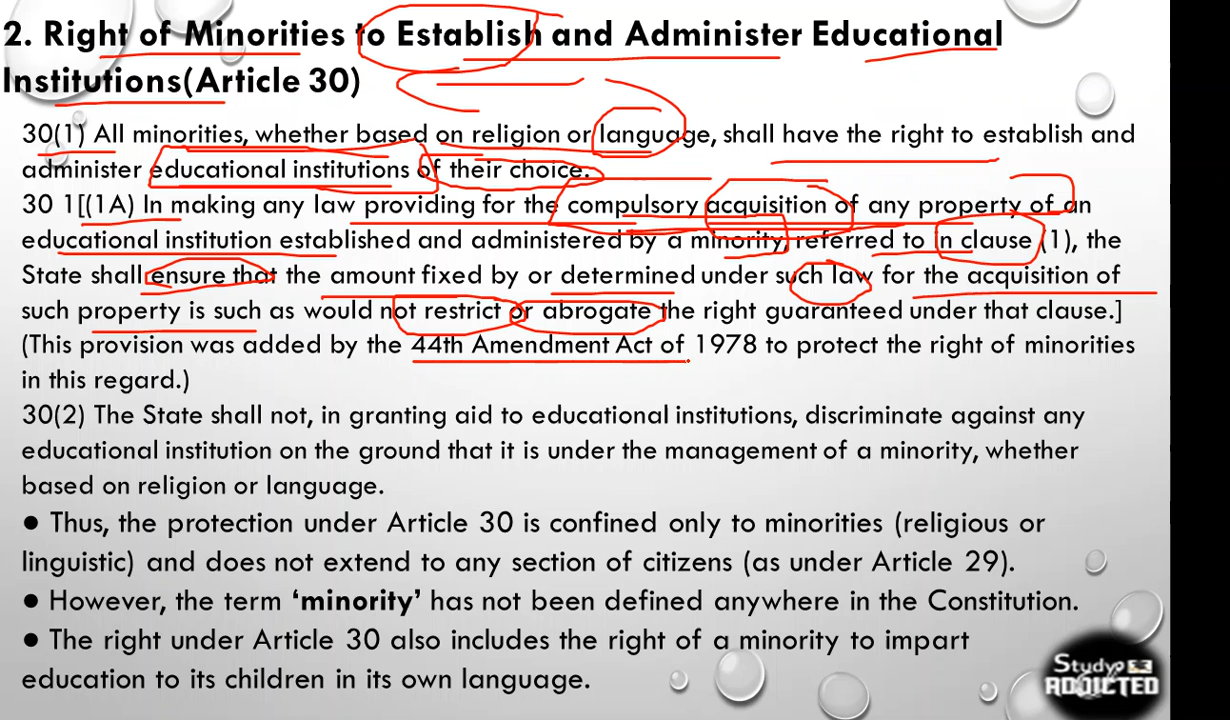 2. Right of Minorities to Establish and Administer Educational
Institutions(Article 30)
30(1) All minorities, whether based on religion or language, shall have the right to establish and
administer educational institutions of their choice.
30 1[(1A) In making any law providing for the compulsory acquisition of any property of an
educational institution established and administered by a minority, referred to in clause (1), the
State shall ensure that the amount fixed by or determined under such law for the acquisition of
such property is such as would not restrict or abrogate the right guaranteed under that clause.]
(This provision was added by the 44th Amendment Act of 1978 to protect the right of minorities
in this regard.)
30(2) The State shall not, in granting aid to educational institutions, discriminate against any
educational institution on the ground that it is under the management of a minority, whether
based on religion or language.
● Thus, the protection under Article 30 is confined only to minorities (religious or
linguistic) and does not extend to any section of citizens (as under Article 29).
● However, the term ‘minority’ has not been defined anywhere in the Constitution.
● The right under Article 30 also includes the right of a minority to impart
education to its children in its own language.
Study
ADDICTED